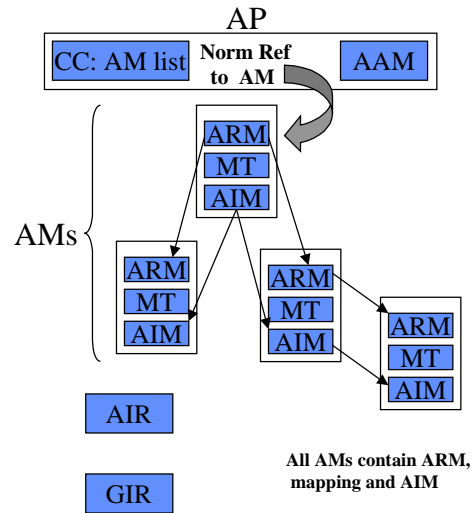 AP
CC: AM list
Norm Ref
to AM
AAM
ARM
MT
AIM
AMs
ARM
MT
AIM
ARM
MT
AIM
ARM
MT
AIM
AIR
GIR
All AMs contain ARM,
mapping and AIM